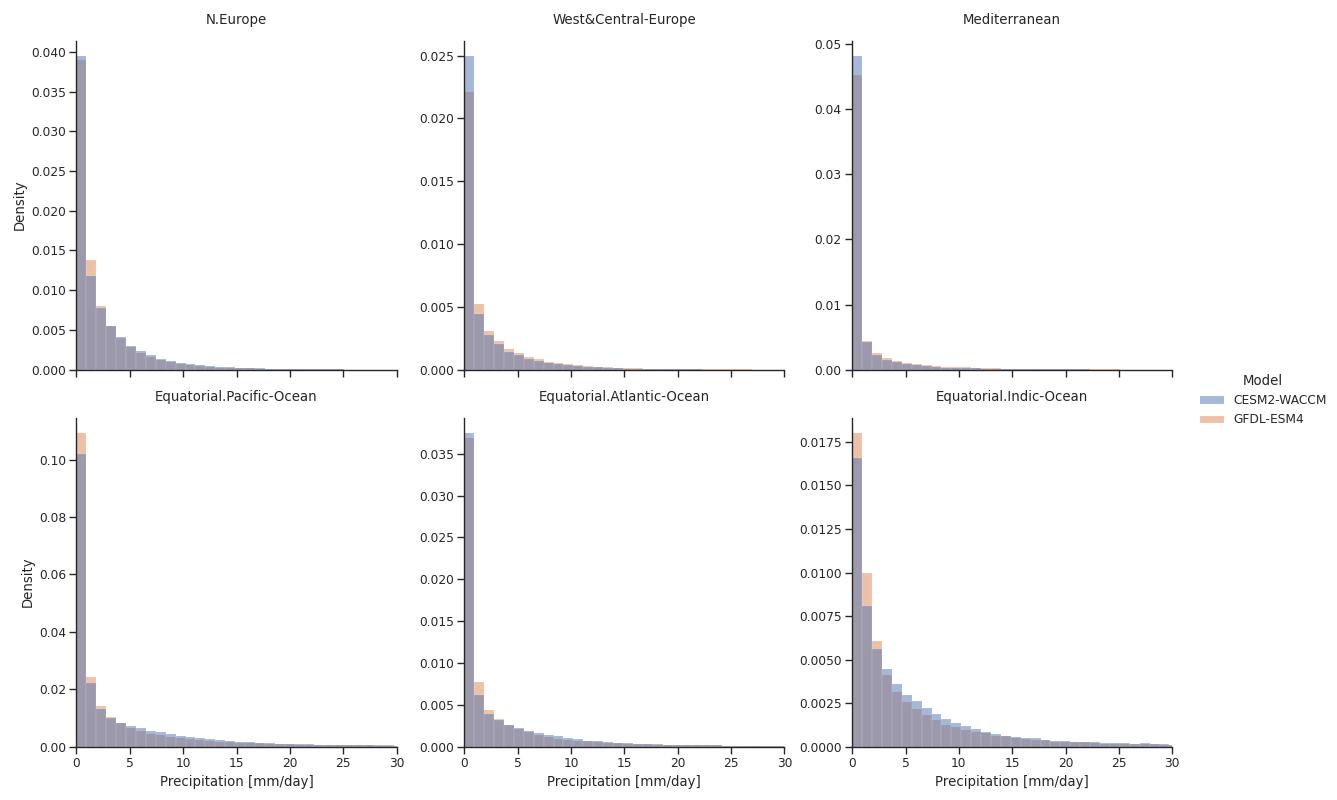 N.Europe
West&Central-Europe
Mediterranean
0.040
0.035
0.030
0.025
0.020
0.015
0.010
0.005
0.000
Density
0.025
0.020
0.015
0.010
0.005
0.000
0.05
0.04
0.03
0.02
0.01
0.00
Equatorial.Pacific-Ocean
Equatorial.Atlantic-Ocean
Equatorial.Indic-Ocean
0.10
0.08
0.06
0.04
0.02
0.00
Density
0 5 10 15 20 25 30
Precipitation [mm/day]
0.035
0.030
0.025
0.020
0.015
0.010
0.005
0.000
0 5 10 15 20 25 30
Precipitation [mm/day]
0.0175
0.0150
0.0125
0.0100
0.0075
0.0050
0.0025
0.0000
0 5 10 15 20 25 30
Precipitation [mm/day]
Model
CESM2-WACCM
GFDL-ESM4